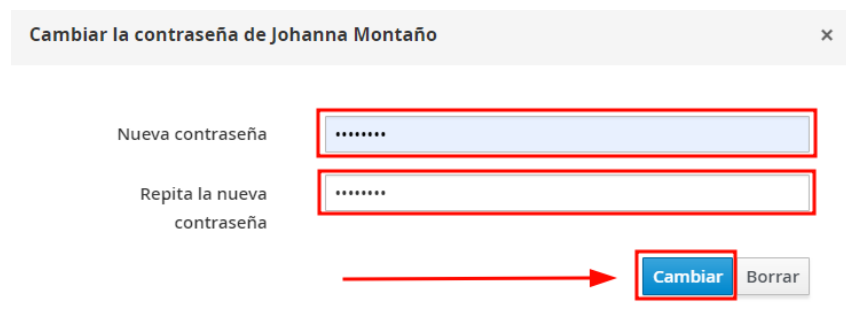 Cambiar la contraseña de Johanna Montaño ×
Nueva contraseña ••••••••
Repita la nueva ••••••••
contraseña
Cambiar Borrar